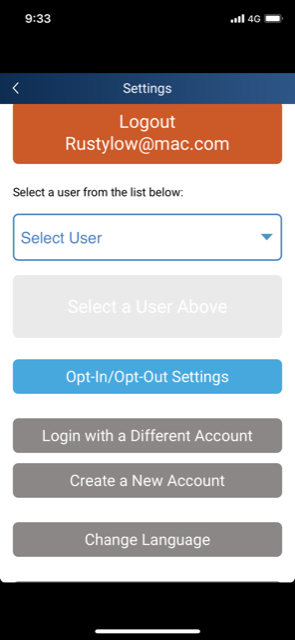 9:33
4G
Settings
Logout
Rustylow@mac.com
Select a user from the list below:
Select User
Select a User Above
Opt-In/Opt-Out Settings
Login with a Different Account
Create a New Account
Change Language